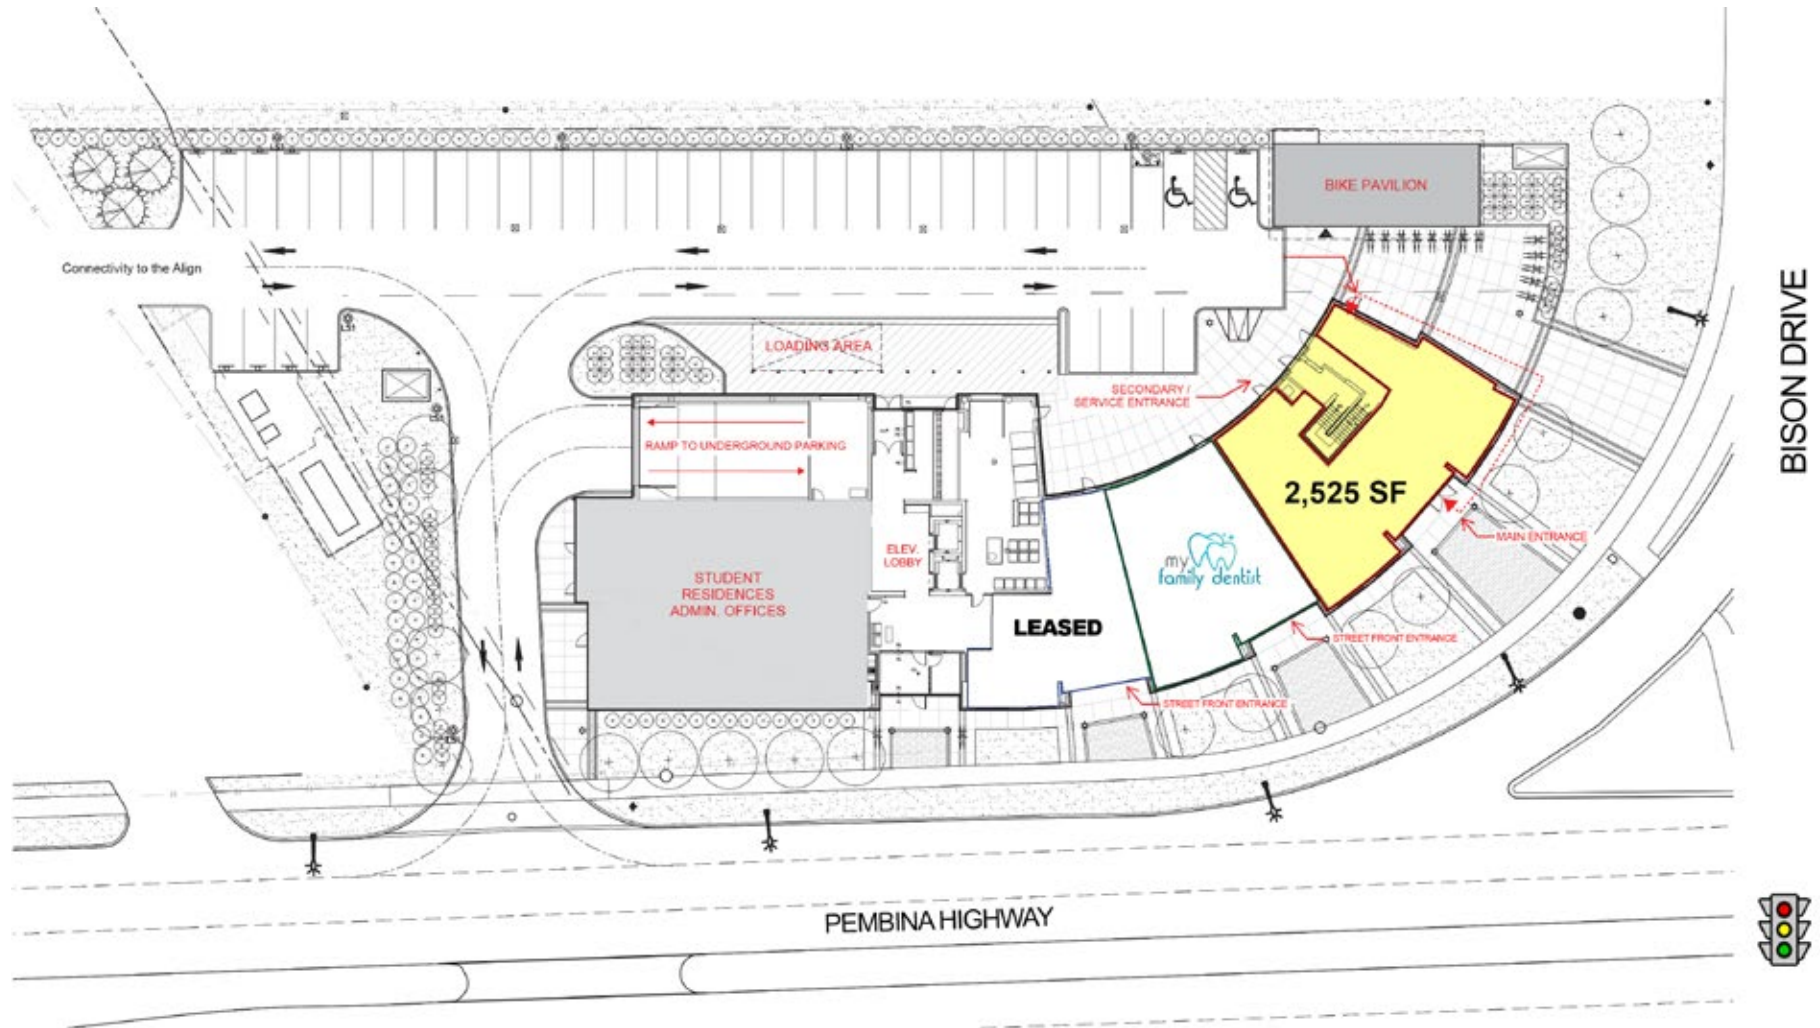 BIKE PAVILION
Connectivity to the Align
BISON DRIVE
LS1
LOADING AREA
SECONDARY /
SERVICE ENTRANCE
RAMP TO UNDERGROUND PARKING
2,525 SF
MAIN ENTRANCE
ELEV.
LOBBY
my
family dentist
STUDENT
RESIDENCES
ADMIN. OFFICES
LEASED
STREET FRONT ENTRANCE
STREET FRONT ENTRANCE
PEMBINA HIGHWAY